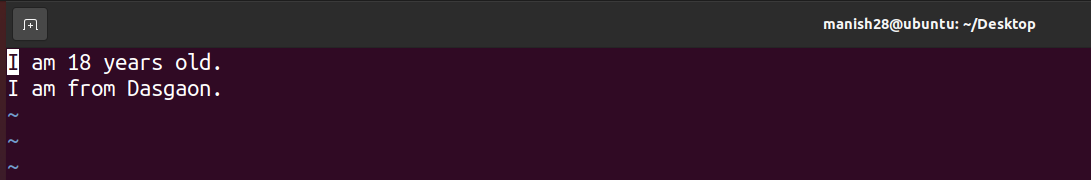 manish28@ubuntu: ~/Desktop
I am 18 years old.
I am from Dasgaon.
~
~
~